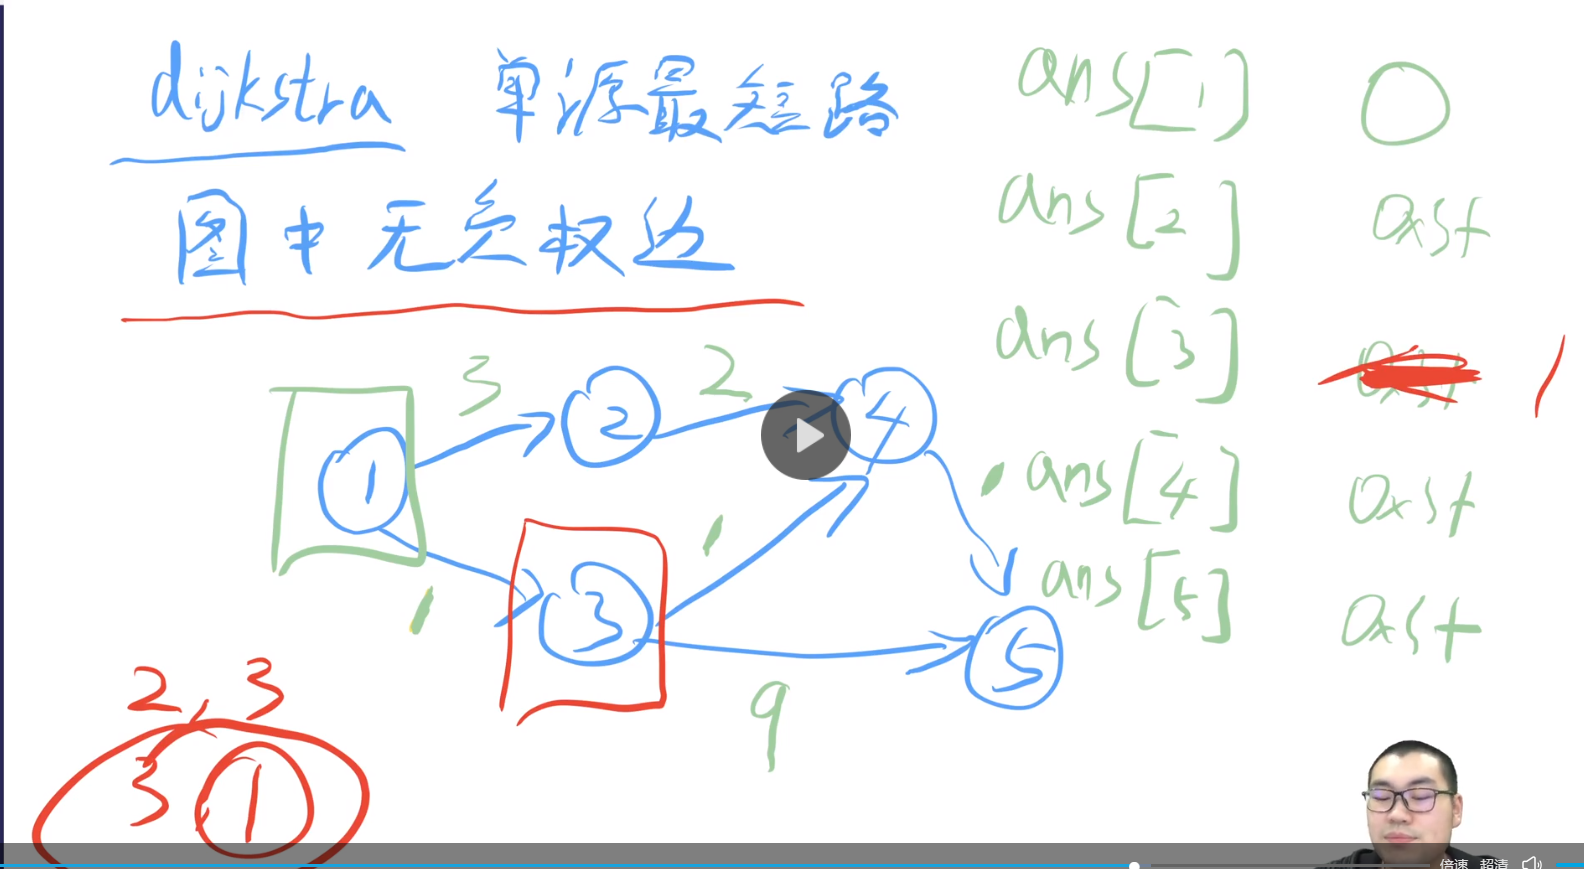 dijkstra 单源最短路
图中无负权边
ans[1] 0
ans[2] 0x3f
ans[3] 1
ans[4] 0x3f
ans[5] 0x3f
3
2
1
2
4
1
1
1
3
5
9
2, 3
3 1
倍速 超清